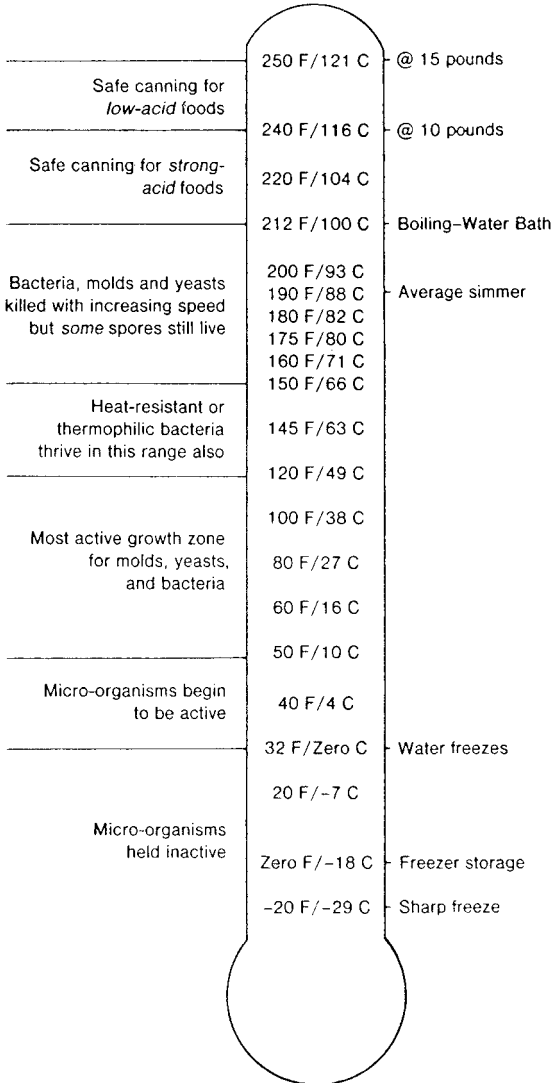 250 F/121 C @ 15 pounds
Safe canning for
low-acid foods
240 F/116 C @ 10 pounds
Safe canning for strong-
acid foods
220 F/104 C
212 F/100 C Boiling–Water Bath
200 F/93 C
Bacteria, molds and yeasts
killed with increasing speed
but some spores still live
190 F/88 C Average simmer
180 F/82 C
175 F/80 C
160 F/71 C
150 F/66 C
Heat-resistant or
thermophilic bacteria
thrive in this range also
145 F/63 C
120 F/49 C
100 F/38 C
Most active growth zone
for molds, yeasts,
and bacteria
80 F/27 C
60 F/16 C
50 F/10 C
Micro-organisms begin
to be active
40 F/4 C
32 F/Zero C Water freezes
20 F/–7 C
Micro-organisms
held inactive
Zero F/–18 C Freezer storage
–20 F/–29 C Sharp freeze